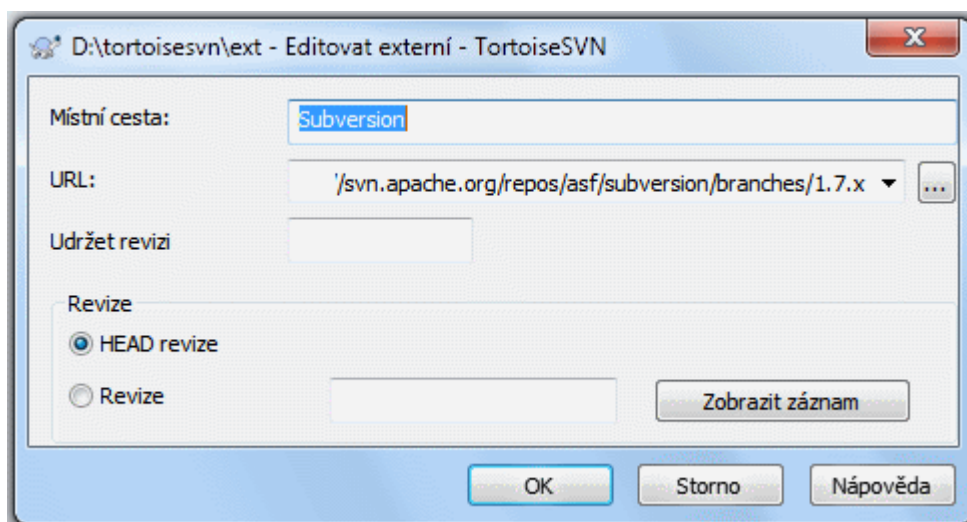 D:\tortoisesvn\ext - Editovat externí - TortoiseSVN
Místní cesta: Subversion
URL: '/svn.apache.org/repos/asf/subversion/branches/1.7.x ...
Udržet revizi
Revize
HEAD revize
Revize Zobrazit záznam
OK Storno Nápověda